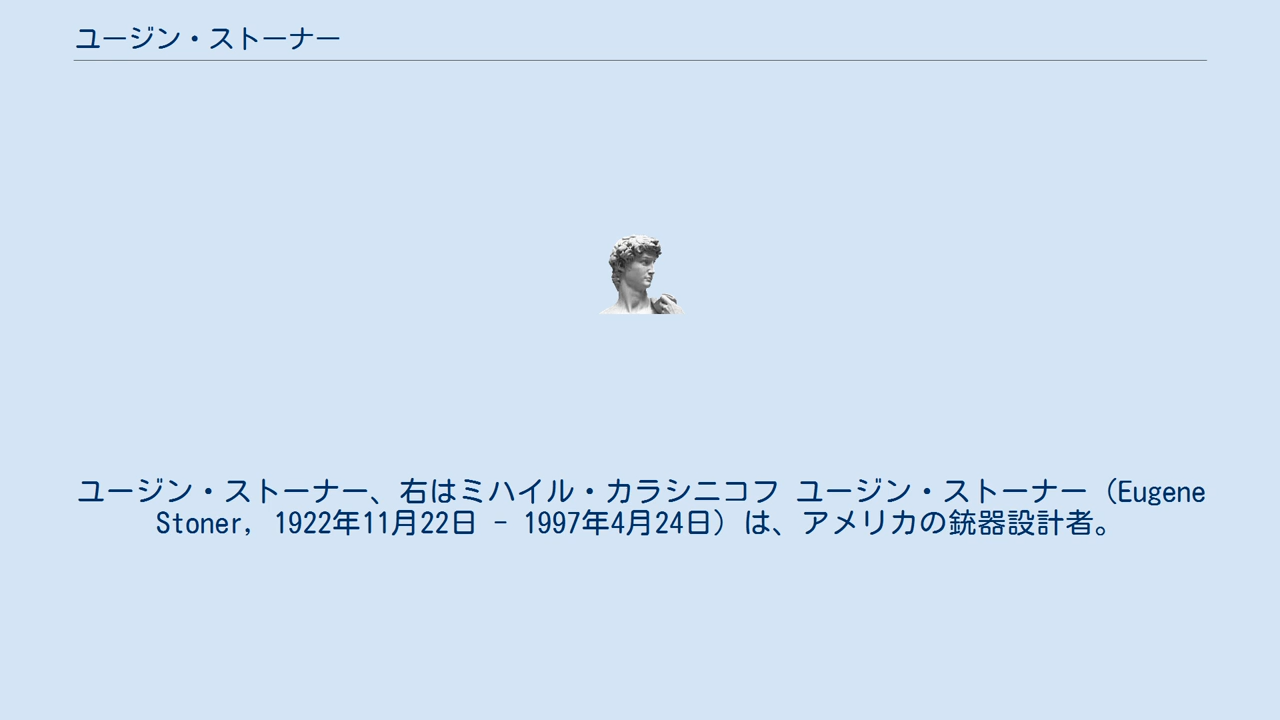 ユージン・ストーナー
ユージン・ストーナー、右はミハイル・カラシニコフ ユージン・ストーナー（Eugene
Stoner, 1922年11月22日 - 1997年4月24日）は、アメリカの銃器設計者。